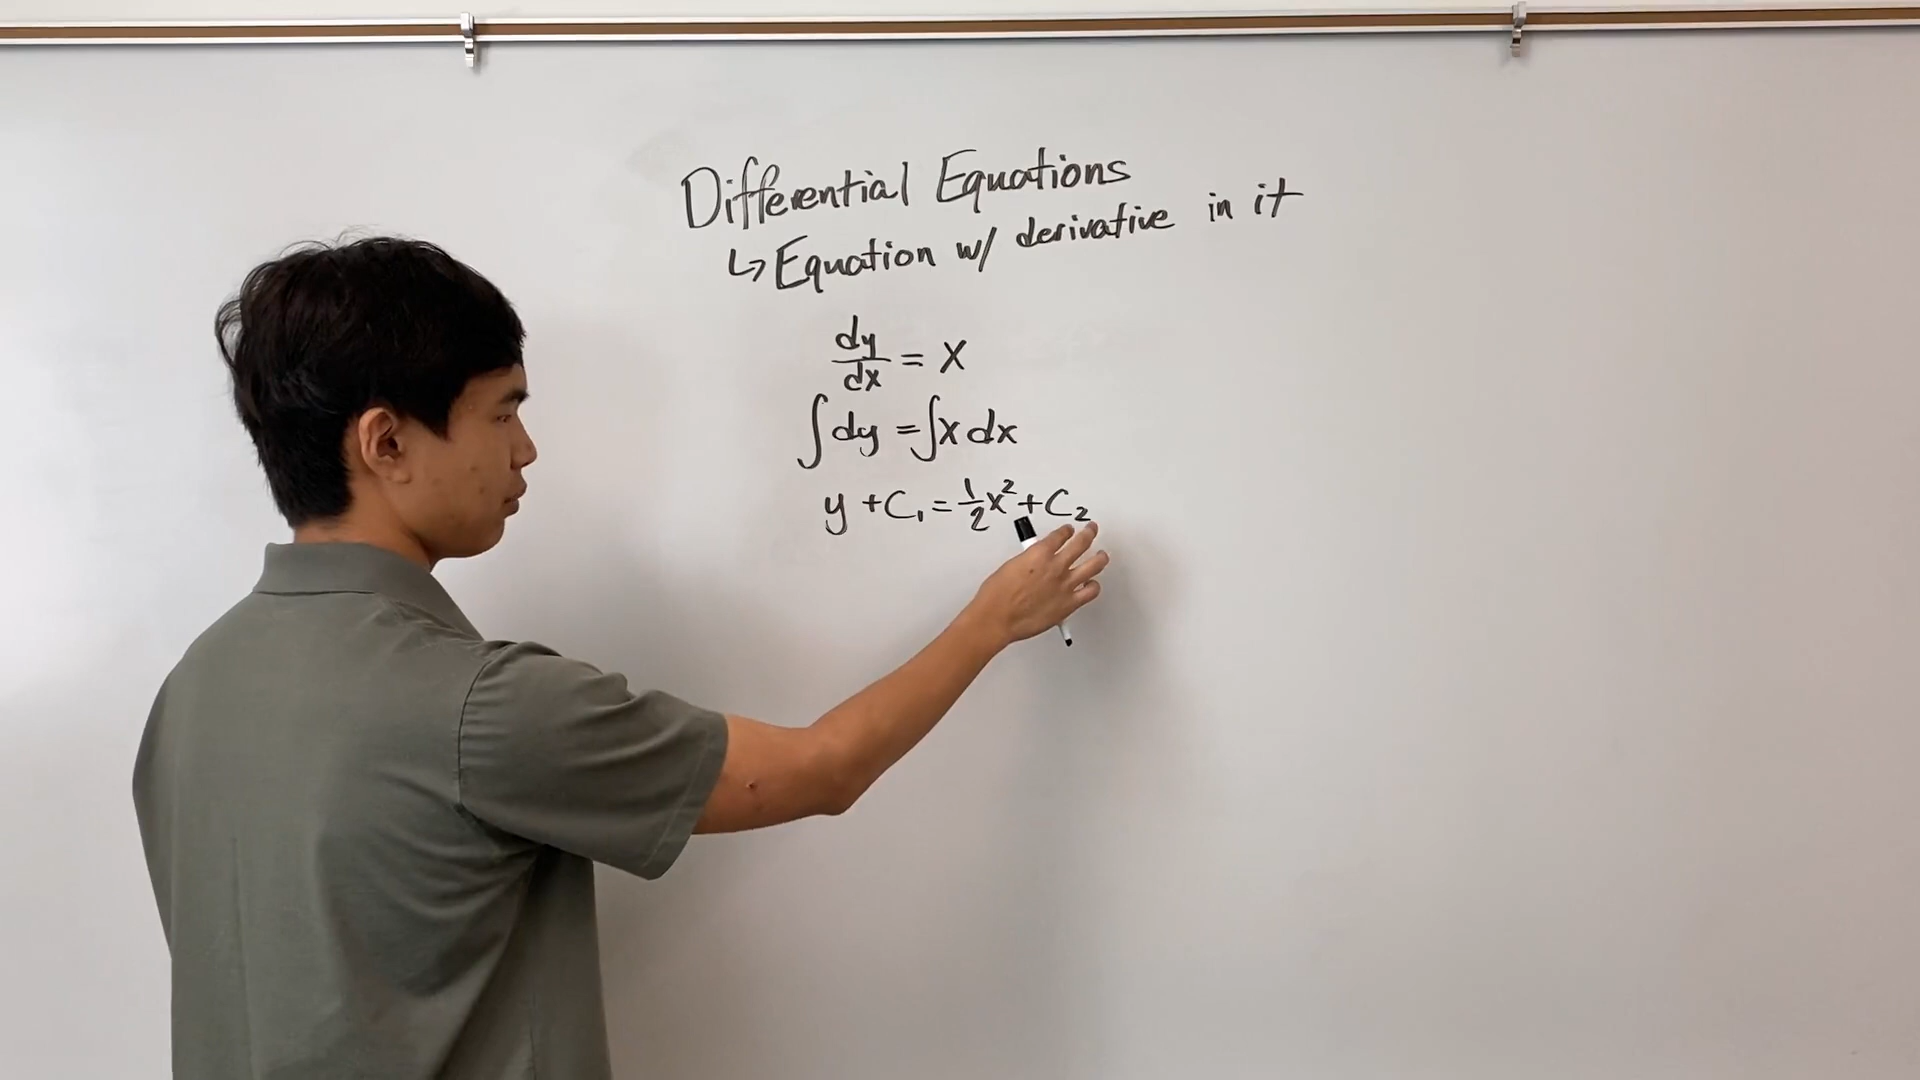 Differential Equations
↳ Equation w/ derivative in it
dy/dx = x
∫dy = ∫x dx
y + C₁ = ½x² + C₂